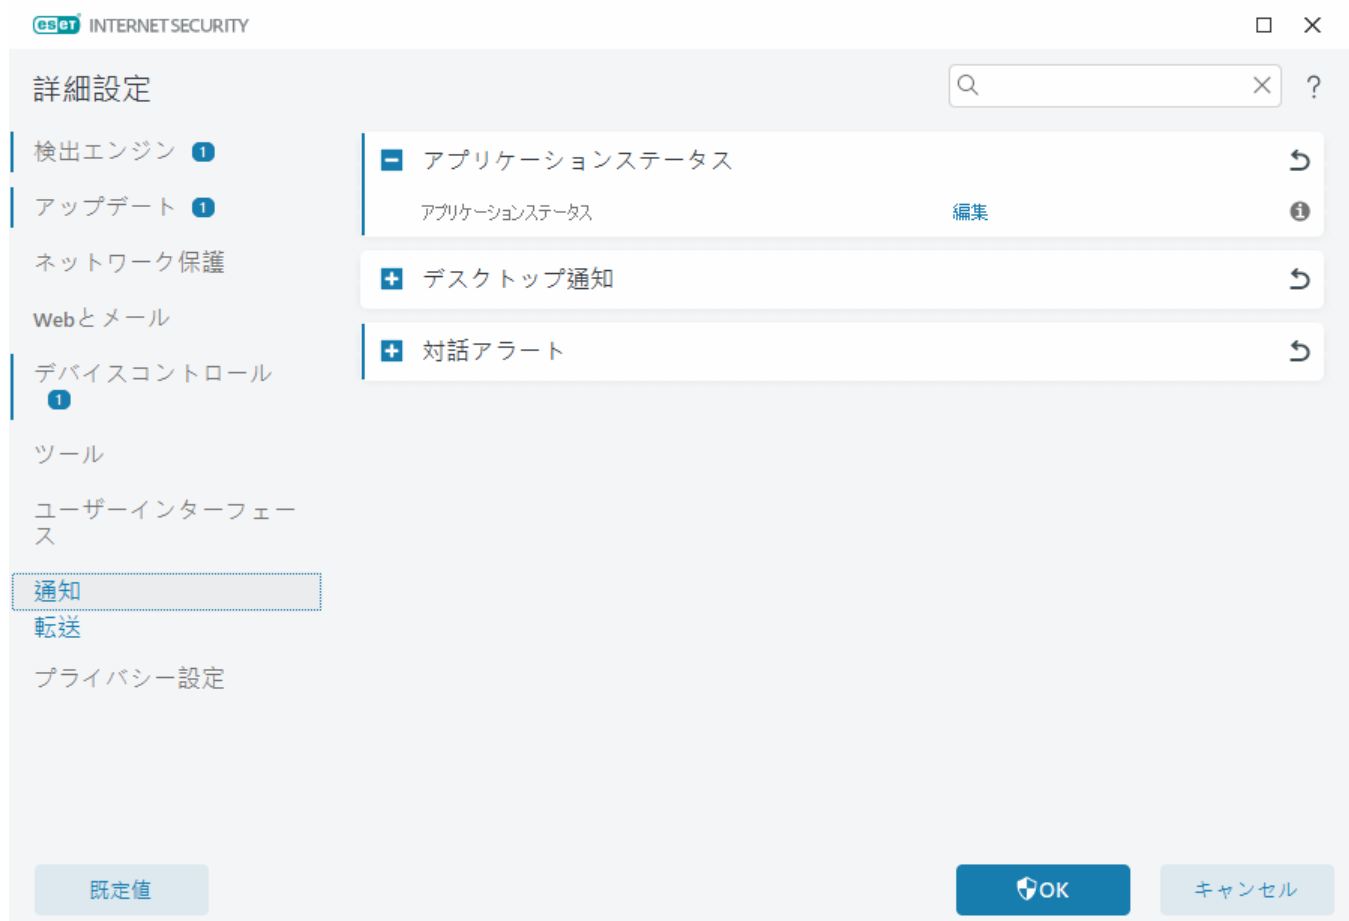 eseT INTERNET SECURITY
詳細設定
?
検出エンジン 1
アップデート 1
ネットワーク保護
Webとメール
デバイスコントロール
1
ツール
ユーザーインターフェー
ス
通知
転送
プライバシー設定
アプリケーションステータス
アプリケーションステータス 編集
デスクトップ通知
対話アラート
既定値
OK
キャンセル